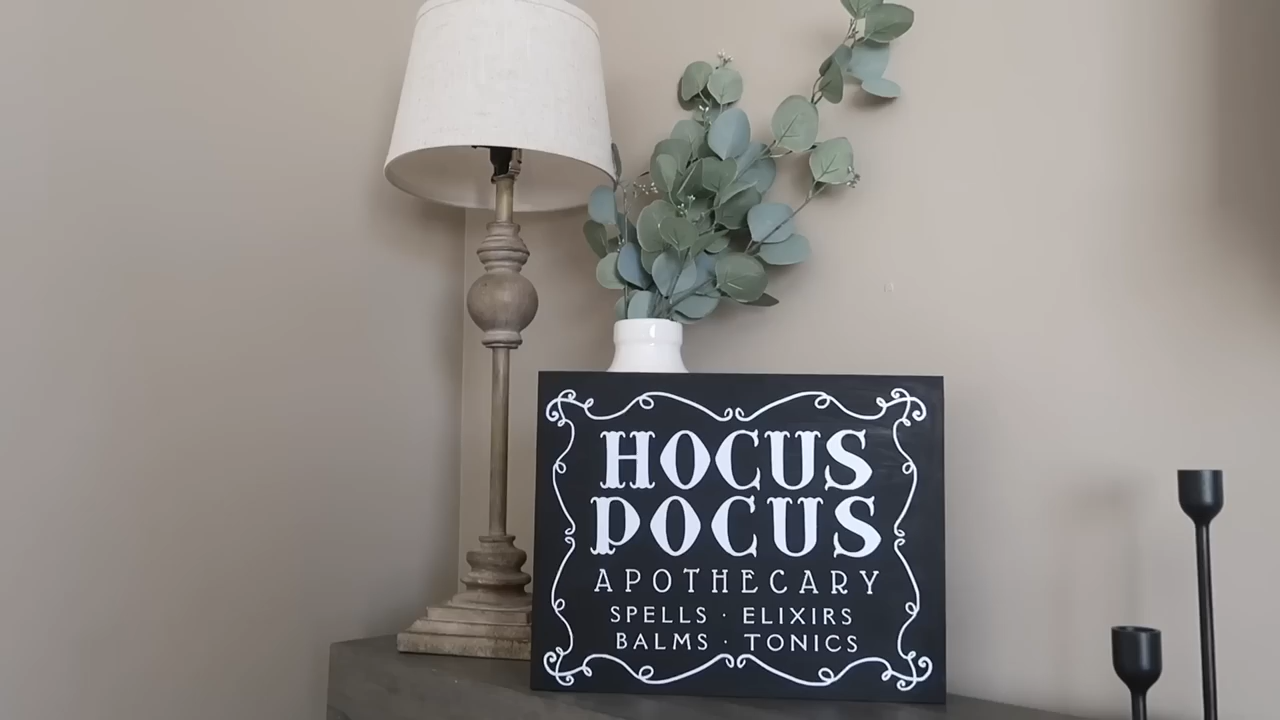 HOCUS
POCUS
APOTHECARY
SPELLS · ELIXIRS
BALMS · TONICS